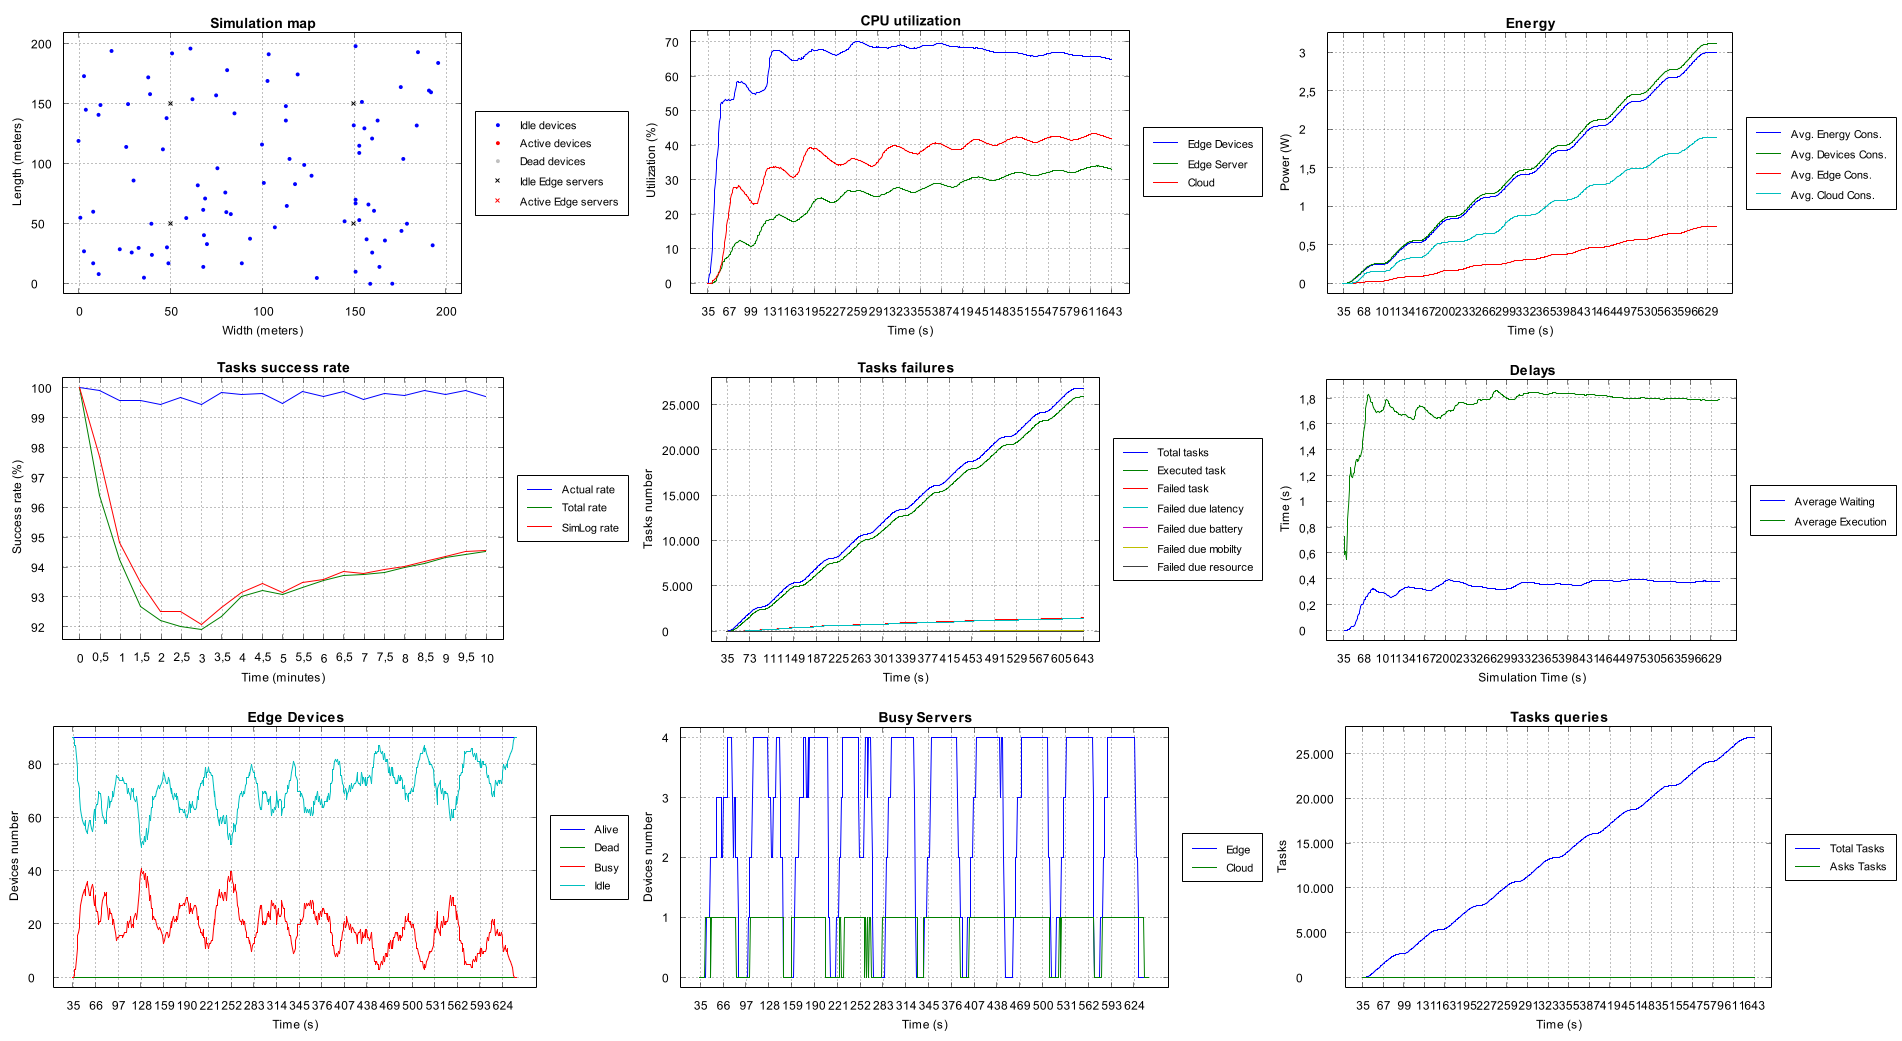 Simulation map
Length (meters)
200
150
100
50
0
0 50 100 150 200
Width (meters)
Idle devices
Active devices
Dead devices
Idle Edge servers
Active Edge servers
CPU utilization
Utilization (%)
70
60
50
40
30
20
10
0
Time (s)
Edge Devices
Edge Server
Cloud
Energy
Power (W)
3
2,5
2
1,5
1
0,5
0
Time (s)
Avg. Energy Cons.
Avg. Devices Cons.
Avg. Edge Cons.
Avg. Cloud Cons.
Tasks success rate
Success rate (%)
100
99
98
97
96
95
94
93
92
0 0,5 1 1,5 2 2,5 3 3,5 4 4,5 5 5,5 6 6,5 7 7,5 8 8,5 9 9,5 10
Time (minutes)
Actual rate
Total rate
SimLog rate
Tasks failures
Tasks number
25.000
20.000
15.000
10.000
5.000
0
35 73 111 149 187 225 263 301 339 377 415 453 491 529 567 605 643
Time (s)
Total tasks
Executed task
Failed task
Failed due latency
Failed due battery
Failed due mobilty
Failed due resource
Delays
Time (s)
1,8
1,6
1,4
1,2
1
0,8
0,6
0,4
0,2
0
Simulation Time (s)
Average Waiting
Average Execution
Edge Devices
Devices number
80
60
40
20
0
35 66 97 128 159 190 221 252 283 314 345 376 407 438 469 500 531 562 593 624
Time (s)
Alive
Dead
Busy
Idle
Busy Servers
Devices number
4
3
2
1
0
35 66 97 128 159 190 221 252 283 314 345 376 407 438 469 500 531 562 593 624
Time (s)
Edge
Cloud
Tasks queries
Tasks
25.000
20.000
15.000
10.000
5.000
0
Time (s)
Total Tasks
Asks Tasks